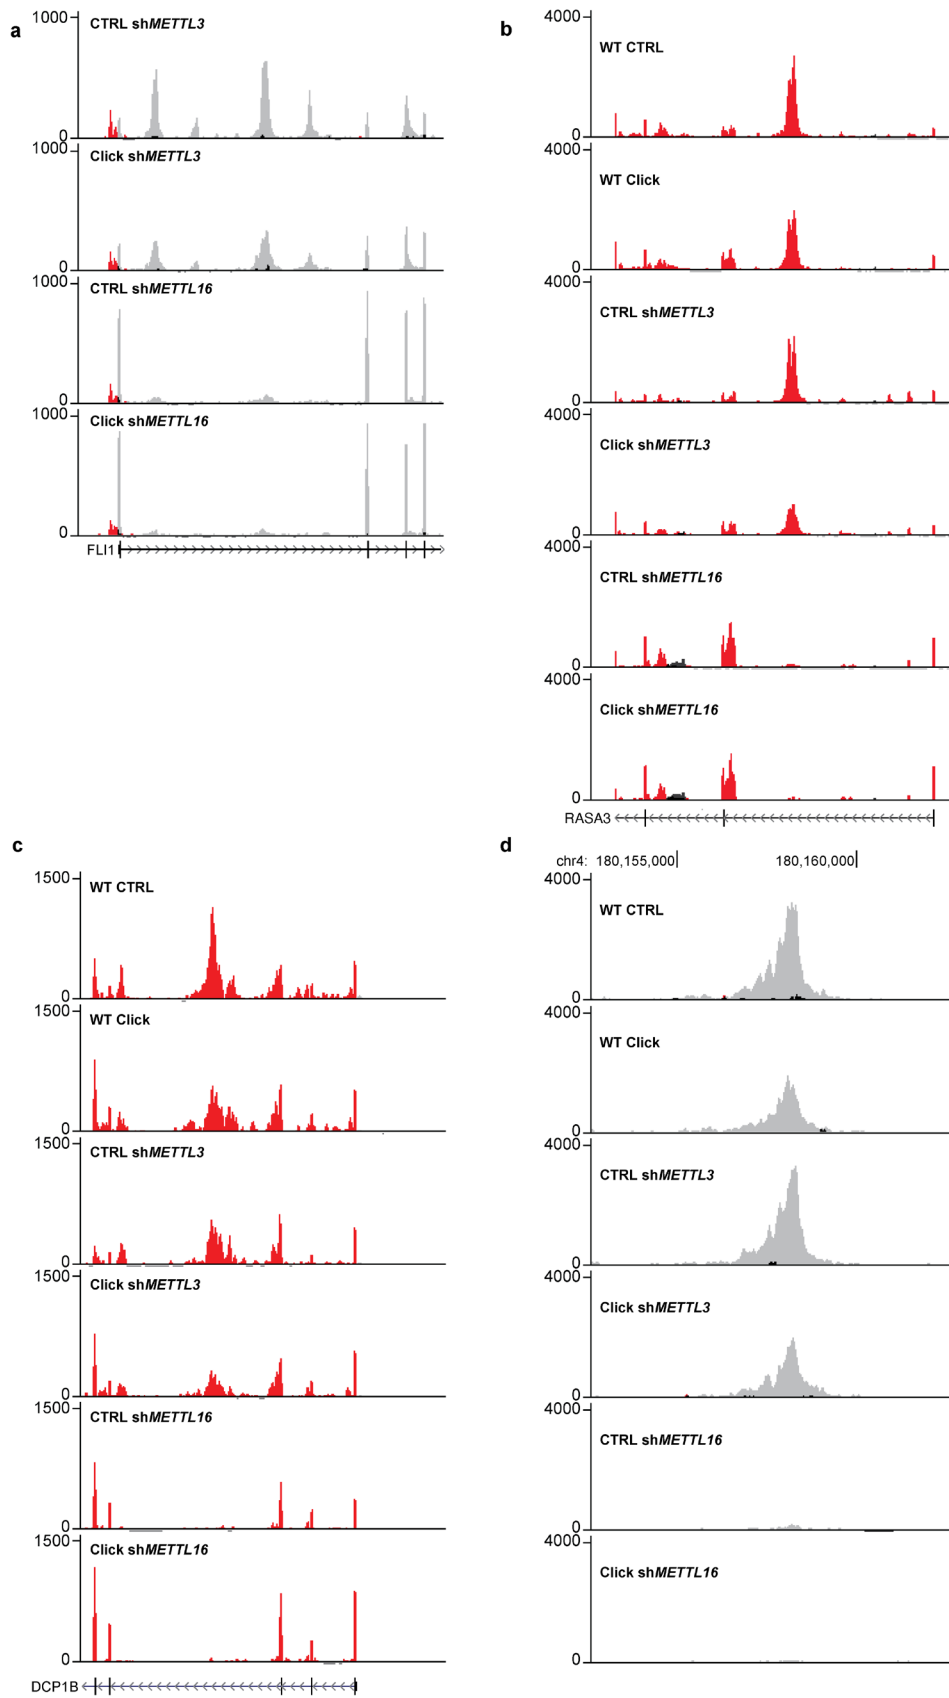 a
1000
CTRL shMETTL3
0
1000
Click shMETTL3
0
1000
CTRL shMETTL16
0
1000
Click shMETTL16
0
FLI1
b
4000
WT CTRL
0
4000
WT Click
0
4000
CTRL shMETTL3
0
4000
Click shMETTL3
0
4000
CTRL shMETTL16
0
4000
Click shMETTL16
0
RASA3
c
1500
WT CTRL
0
1500
WT Click
0
1500
CTRL shMETTL3
0
1500
Click shMETTL3
0
1500
CTRL shMETTL16
0
1500
Click shMETTL16
0
DCP1B
d
chr4: 180,155,000 180,160,000
4000
WT CTRL
0
4000
WT Click
0
4000
CTRL shMETTL3
0
4000
Click shMETTL3
0
4000
CTRL shMETTL16
0
4000
Click shMETTL16
0